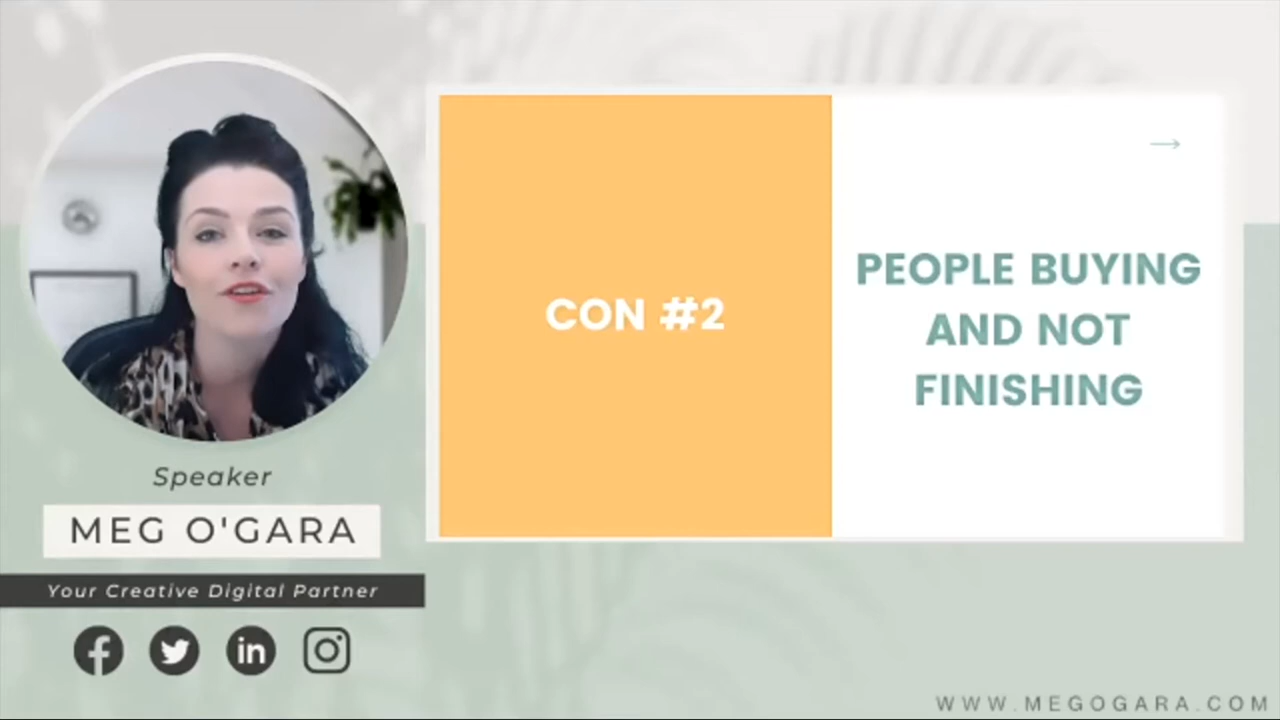 CON #2
PEOPLE BUYING
AND NOT
FINISHING
Speaker
MEG O'GARA
Your Creative Digital Partner
WWW.MEGOGARA.COM